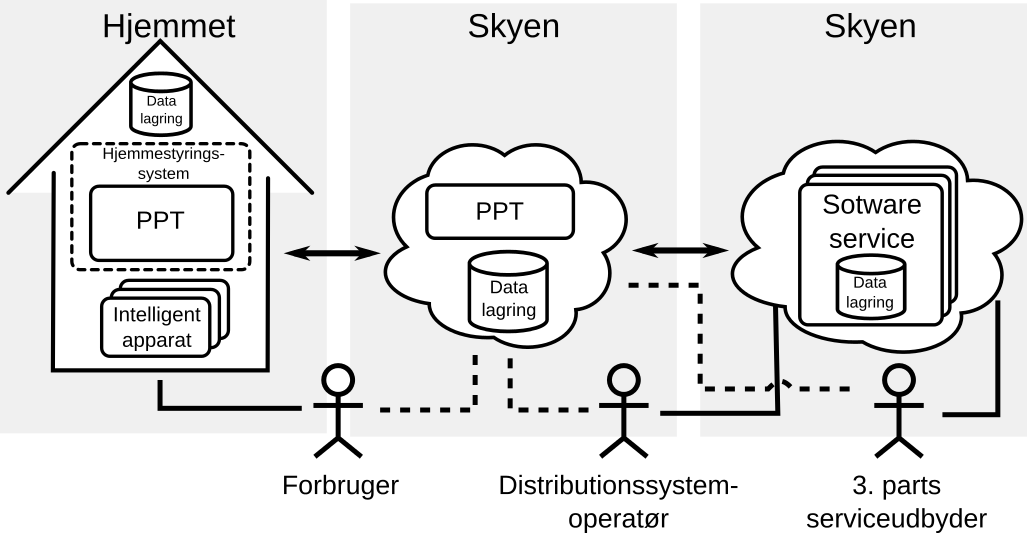 Hjemmet
Data
lagring
Hjemmestyrings-
system
PPT
Intelligent
apparat
Skyen
PPT
Data
lagring
Skyen
Sotware
service
Data
lagring
Forbruger
Distributionssystem-
operatør
3. parts
serviceudbyder